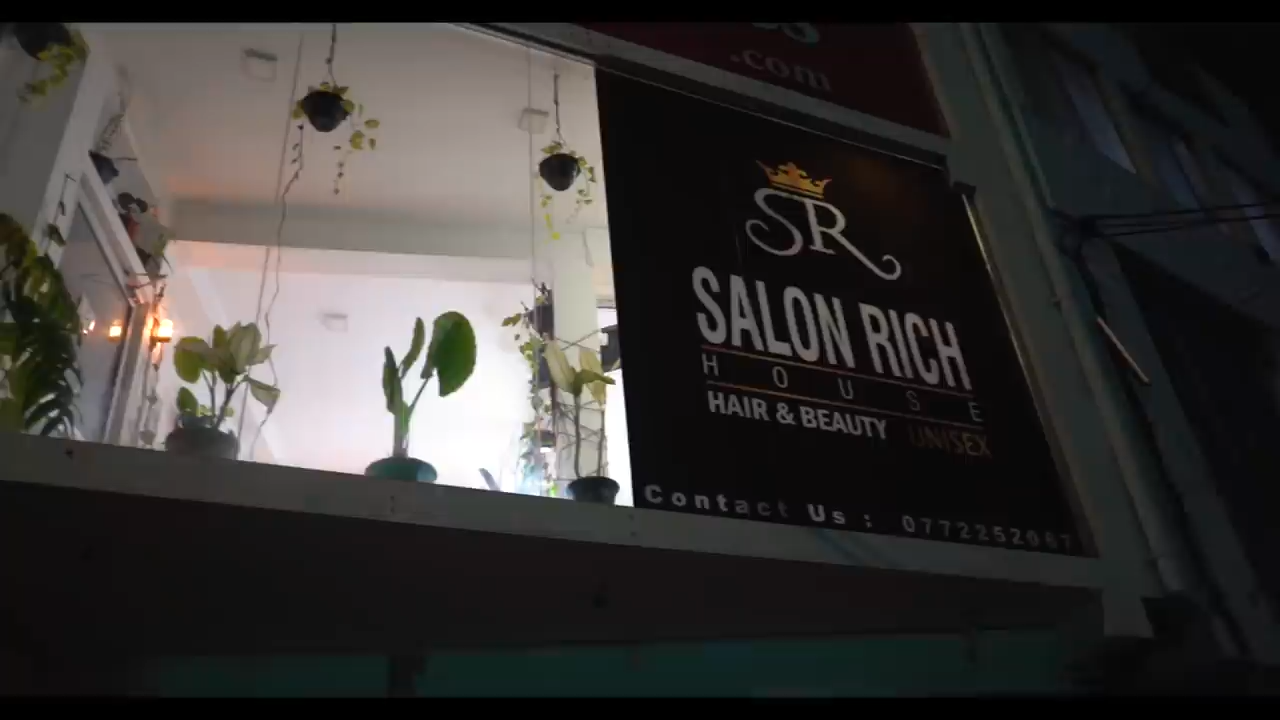 .com
SR
SALON RICH
HOUSE
HAIR & BEAUTY UNISEX
Contact Us : 0772252067